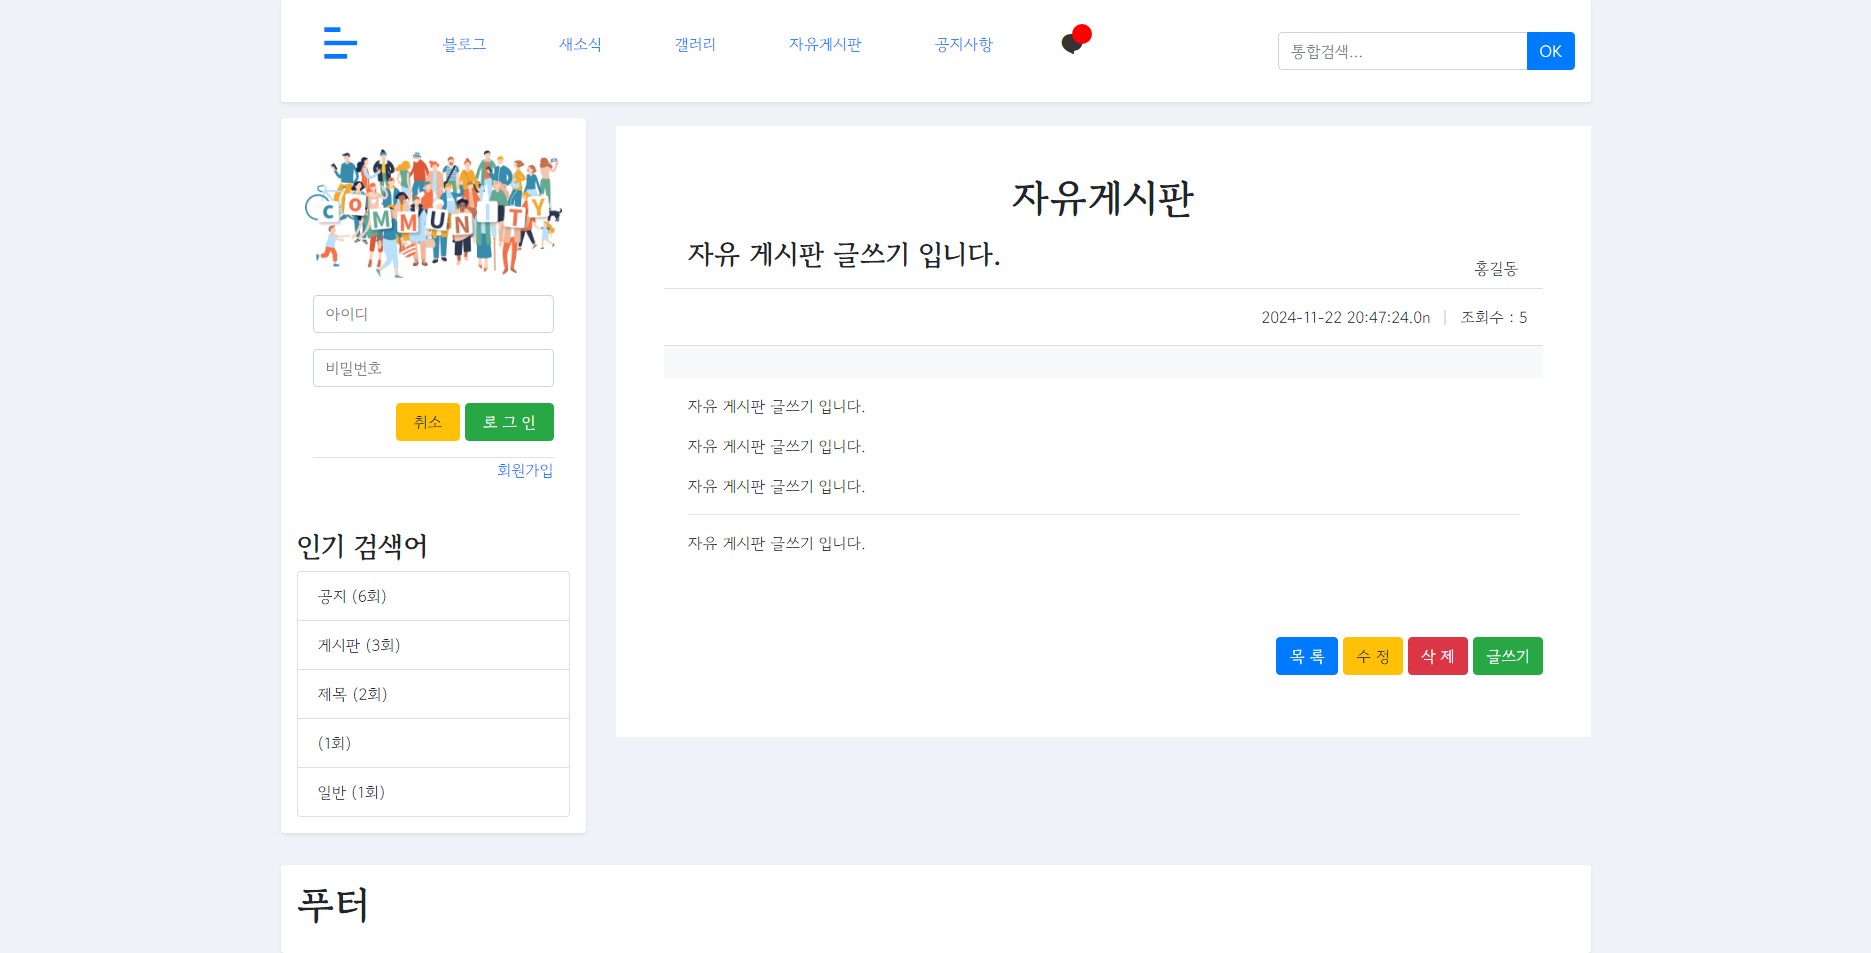 블로그 새소식 갤러리 자유게시판 공지사항 통합검색... OK
COMMUNITY
아이디
비밀번호
취소 로 그 인
회원가입
인기 검색어
공지 (6회)
게시판 (3회)
제목 (2회)
(1회)
일반 (1회)
자유게시판
자유 게시판 글쓰기 입니다.
홍길동
2024-11-22 20:47:24.0n | 조회수 : 5
자유 게시판 글쓰기 입니다.
자유 게시판 글쓰기 입니다.
자유 게시판 글쓰기 입니다.
자유 게시판 글쓰기 입니다.
목 록 수 정 삭 제 글쓰기
푸터